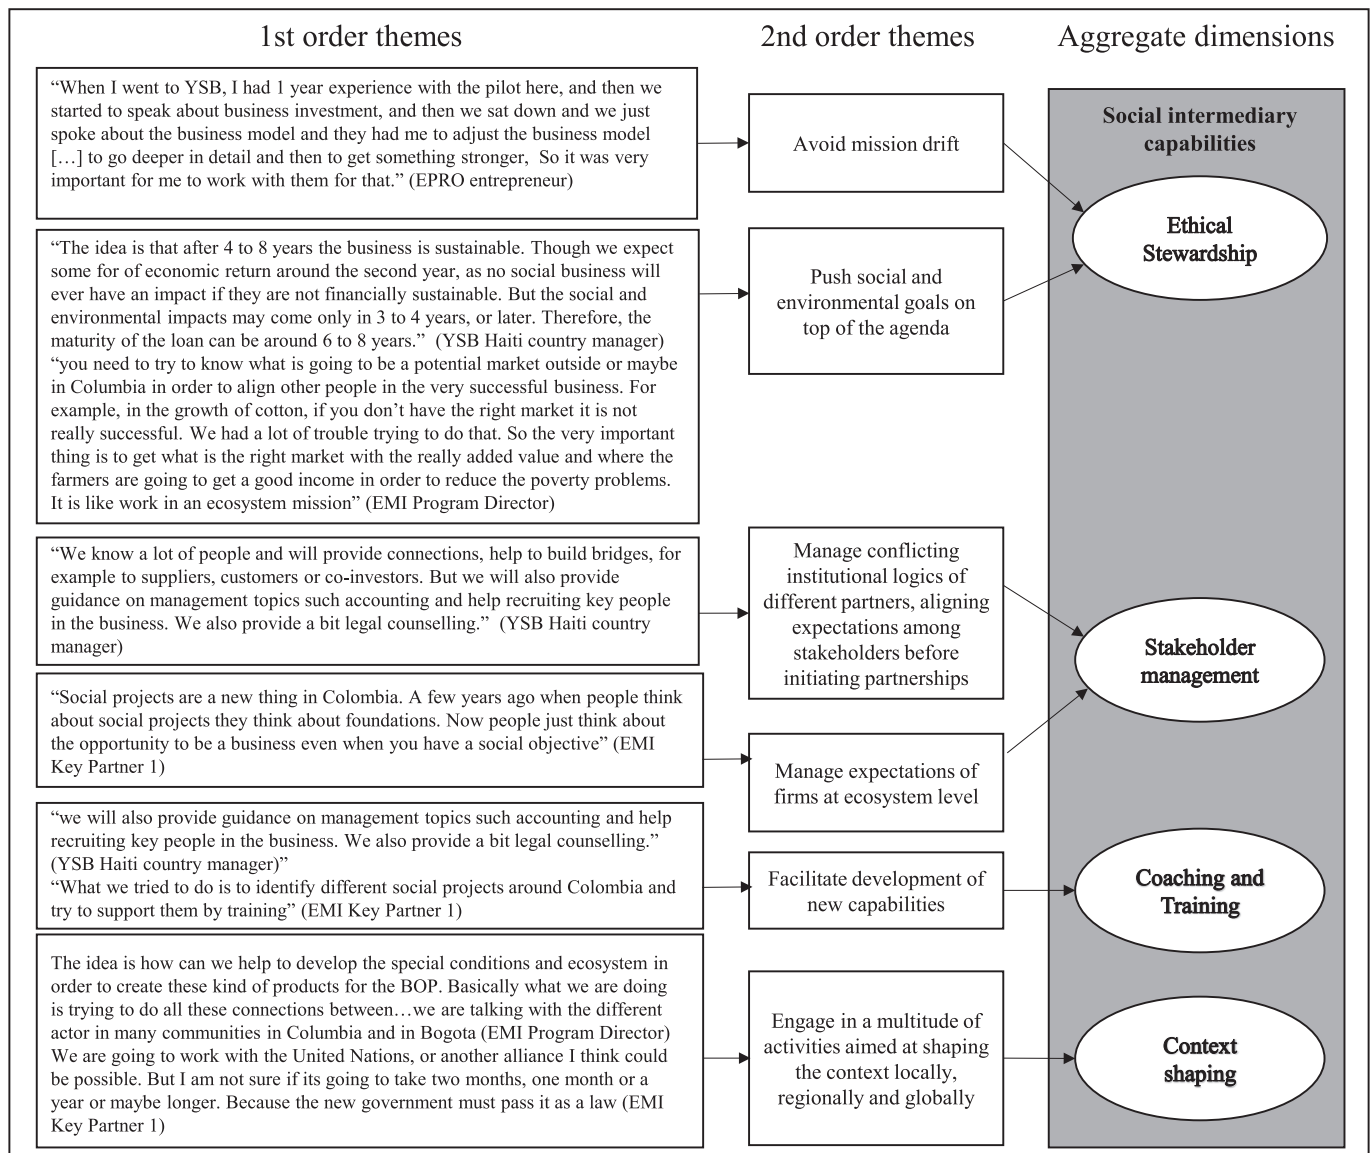 1st order themes
2nd order themes
Aggregate dimensions
“When I went to YSB, I had 1 year experience with the pilot here, and then we
started to speak about business investment, and then we sat down and we just
spoke about the business model and they had me to adjust the business model
[…] to go deeper in detail and then to get something stronger, So it was very
important for me to work with them for that.” (EPRO entrepreneur)
Avoid mission drift
Social intermediary
capabilities
Ethical
Stewardship
“The idea is that after 4 to 8 years the business is sustainable. Though we expect
some for of economic return around the second year, as no social business will
ever have an impact if they are not financially sustainable. But the social and
environmental impacts may come only in 3 to 4 years, or later. Therefore, the
maturity of the loan can be around 6 to 8 years.” (YSB Haiti country manager)
“you need to try to know what is going to be a potential market outside or maybe
in Columbia in order to align other people in the very successful business. For
example, in the growth of cotton, if you don’t have the right market it is not
really successful. We had a lot of trouble trying to do that. So the very important
thing is to get what is the right market with the really added value and where the
farmers are going to get a good income in order to reduce the poverty problems.
It is like work in an ecosystem mission” (EMI Program Director)
Push social and
environmental goals on
top of the agenda
“We know a lot of people and will provide connections, help to build bridges, for
example to suppliers, customers or co-investors. But we will also provide
guidance on management topics such accounting and help recruiting key people
in the business. We also provide a bit legal counselling.” (YSB Haiti country
manager)
Manage conflicting
institutional logics of
different partners, aligning
expectations among
stakeholders before
initiating partnerships
Stakeholder
management
“Social projects are a new thing in Colombia. A few years ago when people think
about social projects they think about foundations. Now people just think about
the opportunity to be a business even when you have a social objective” (EMI
Key Partner 1)
Manage expectations of
firms at ecosystem level
“we will also provide guidance on management topics such accounting and help
recruiting key people in the business. We also provide a bit legal counselling.”
(YSB Haiti country manager)”
“What we tried to do is to identify different social projects around Colombia and
try to support them by training” (EMI Key Partner 1)
Facilitate development of
new capabilities
Coaching and
Training
The idea is how can we help to develop the special conditions and ecosystem in
order to create these kind of products for the BOP. Basically what we are doing
is trying to do all these connections between…we are talking with the different
actor in many communities in Columbia and in Bogota (EMI Program Director)
We are going to work with the United Nations, or another alliance I think could
be possible. But I am not sure if its going to take two months, one month or a
year or maybe longer. Because the new government must pass it as a law (EMI
Key Partner 1)
Engage in a multitude of
activities aimed at shaping
the context locally,
regionally and globally
Context
shaping